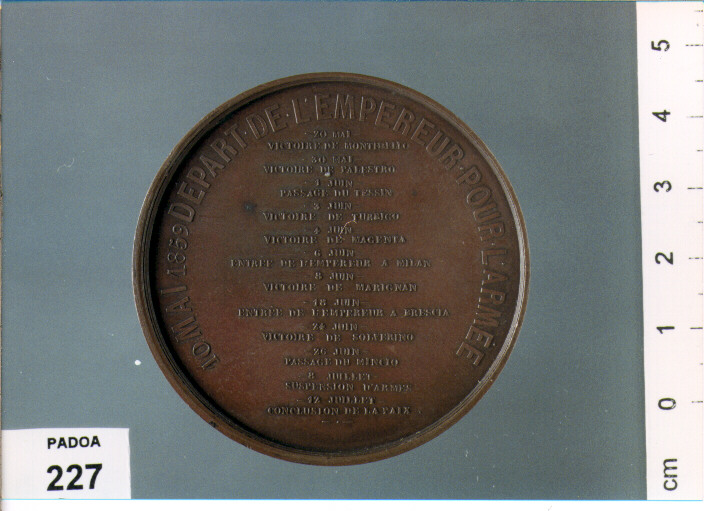 10 MAI 1859 DÉPART·DE·L'EMPEREUR·POUR·L'ARMÉE
- 20 MAI -
VICTOIRE DE MONTEBELLO
- 30 MAI -
VICTOIRE DE PALESTRO
- 1 JUIN -
PASSAGE DU TESSIN
- 3 JUIN -
VICTOIRE DE TURBIGO
- 4 JUIN -
VICTOIRE DE MAGENTA
- 6 JUIN -
ENTRÉE DE L'EMPEREUR A MILAN
- 8 JUIN -
VICTOIRE DE MARIGNAN
- 18 JUIN -
ENTRÉE DE L'EMPEREUR A BRESCIA
- 24 JUIN -
VICTOIRE DE SOLFERINO
- 26 JUIN -
PASSAGE DU MINCIO
- 8 JUILLET -
SUSPENSION D'ARMES
- 12 JUILLET -
CONCLUSION DE LA PAIX
PADOA
227
5
4
3
2
1
0
cm